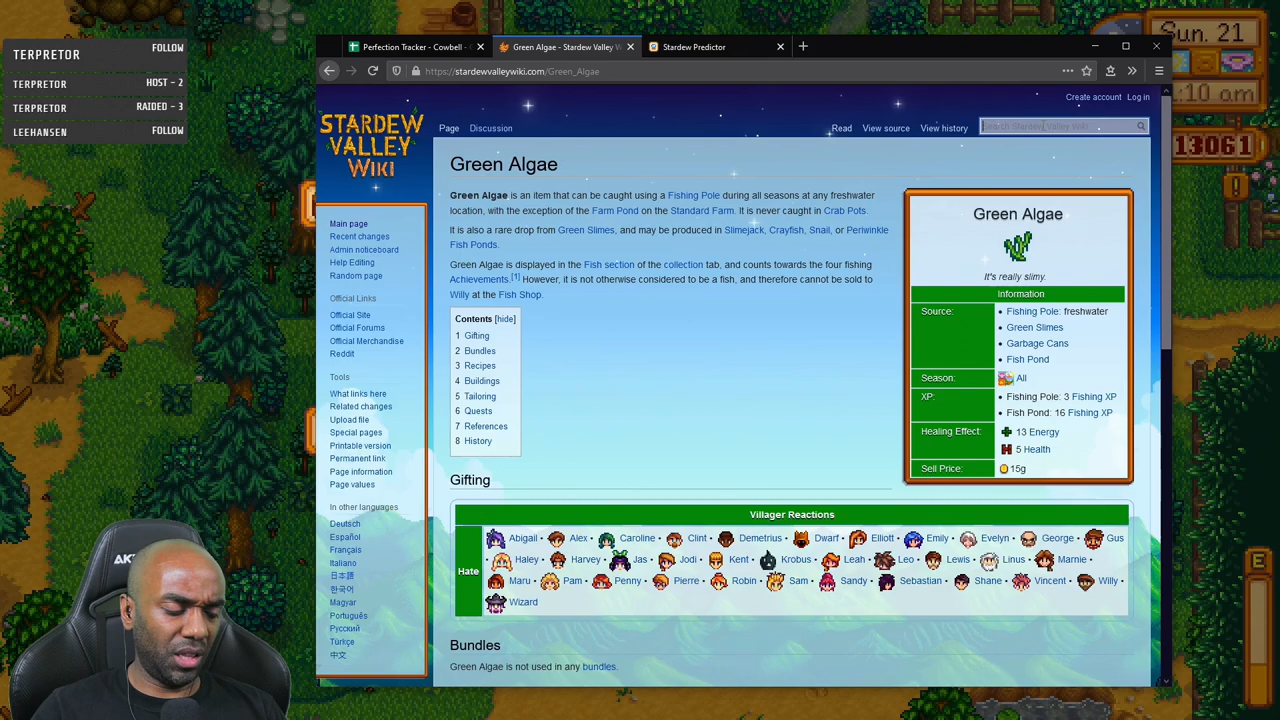 TERPRETOR FOLLOW
TERPRETOR HOST - 2
TERPRETOR RAIDED - 3
LEEHANSEN FOLLOW
Perfection Tracker - Cowbell -
Green Algae - Stardew Valley W
Stardew Predictor
https://stardewvalleywiki.com/Green_Algae
Sun. 21
:10 am
13061
Create account Log in
STARDEW
VALLEY
WIKI
Page Discussion Read View source View history Search Stardew Valley Wiki
Main page
Recent changes
Admin noticeboard
Help Editing
Random page
Official Links
Official Site
Official Forums
Official Merchandise
Reddit
Tools
What links here
Related changes
Upload file
Special pages
Printable version
Permanent link
Page information
Page values
In other languages
Deutsch
Español
Français
Italiano
日本語
한국어
Magyar
Português
Русский
Türkçe
中文
Green Algae
Green Algae is an item that can be caught using a Fishing Pole during all seasons at any freshwater
location, with the exception of the Farm Pond on the Standard Farm. It is never caught in Crab Pots.
It is also a rare drop from Green Slimes, and may be produced in Slimejack, Crayfish, Snail, or Periwinkle
Fish Ponds.
Green Algae is displayed in the Fish section of the collection tab, and counts towards the four fishing
Achievements.[1] However, it is not otherwise considered to be a fish, and therefore cannot be sold to
Willy at the Fish Shop.
Contents [hide]
1 Gifting
2 Bundles
3 Recipes
4 Buildings
5 Tailoring
6 Quests
7 References
8 History
Green Algae
It's really slimy.
Information
Source: • Fishing Pole: freshwater
• Green Slimes
• Garbage Cans
• Fish Pond
Season: All
XP: • Fishing Pole: 3 Fishing XP
• Fish Pond: 16 Fishing XP
Healing Effect: 13 Energy
5 Health
Sell Price: 15g
Gifting
Villager Reactions
Hate
Abigail • Alex • Caroline • Clint • Demetrius • Dwarf • Elliott • Emily • Evelyn • George • Gus •
Haley • Harvey • Jas • Jodi • Kent • Krobus • Leah • Leo • Lewis • Linus • Marnie •
Maru • Pam • Penny • Pierre • Robin • Sam • Sandy • Sebastian • Shane • Vincent • Willy •
Wizard
Bundles
Green Algae is not used in any bundles.
E
AK